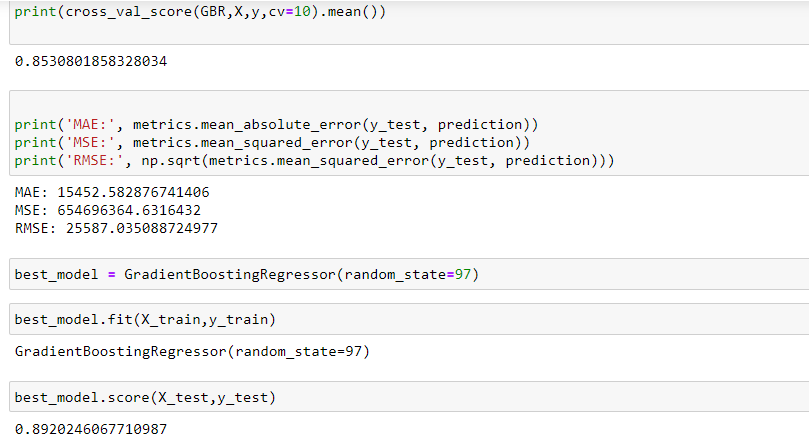 print(cross_val_score(GBR,X,y,cv=10).mean())
0.8530801858328034
print('MAE:', metrics.mean_absolute_error(y_test, prediction))
print('MSE:', metrics.mean_squared_error(y_test, prediction))
print('RMSE:', np.sqrt(metrics.mean_squared_error(y_test, prediction)))
MAE: 15452.582876741406
MSE: 654696364.6316432
RMSE: 25587.035088724977
best_model = GradientBoostingRegressor(random_state=97)
best_model.fit(X_train,y_train)
GradientBoostingRegressor(random_state=97)
best_model.score(X_test,y_test)
0.8920246067710987